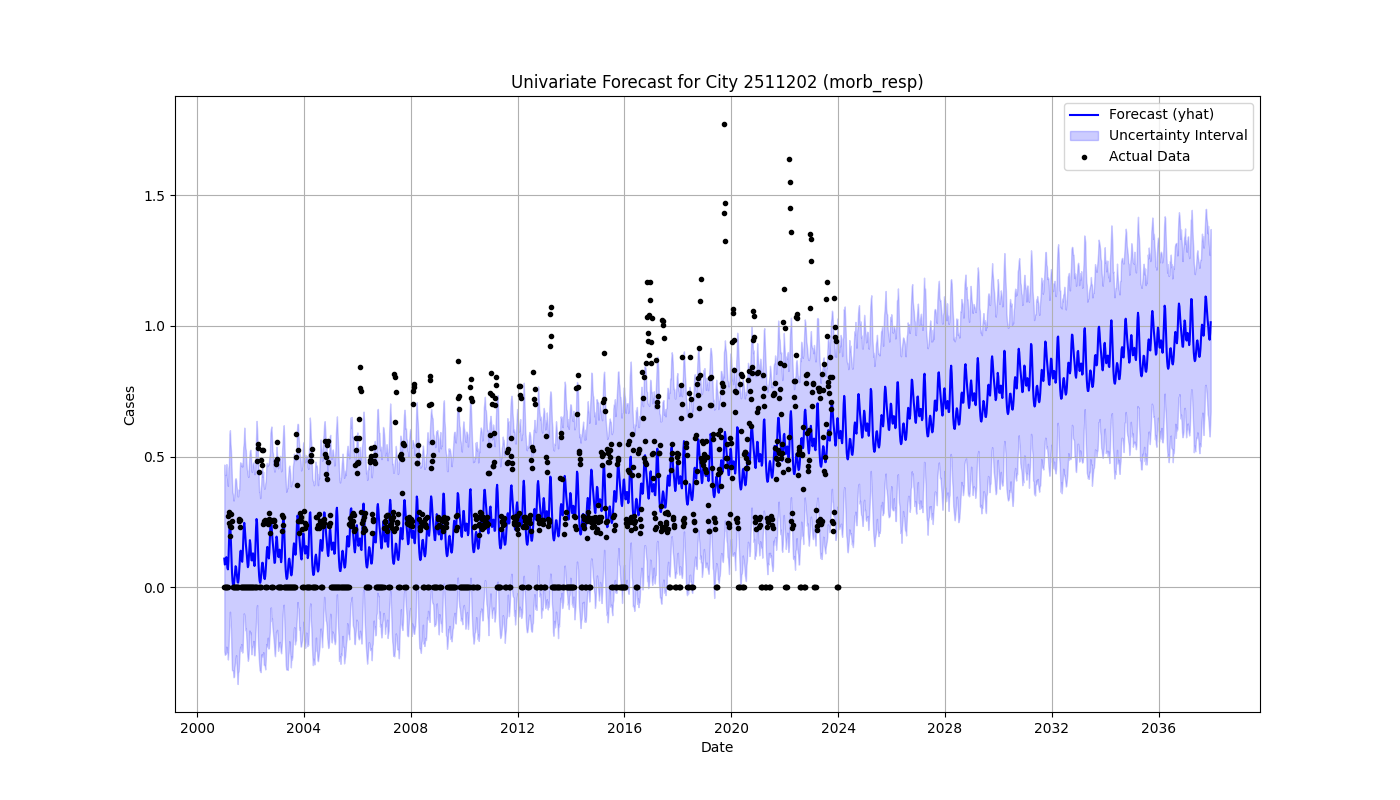 Univariate Forecast for City 2511202 (morb_resp)
Forecast (yhat)
Uncertainty Interval
Actual Data
Cases
1.5
1.0
0.5
0.0
2000 2004 2008 2012 2016 2020 2024 2028 2032 2036
Date